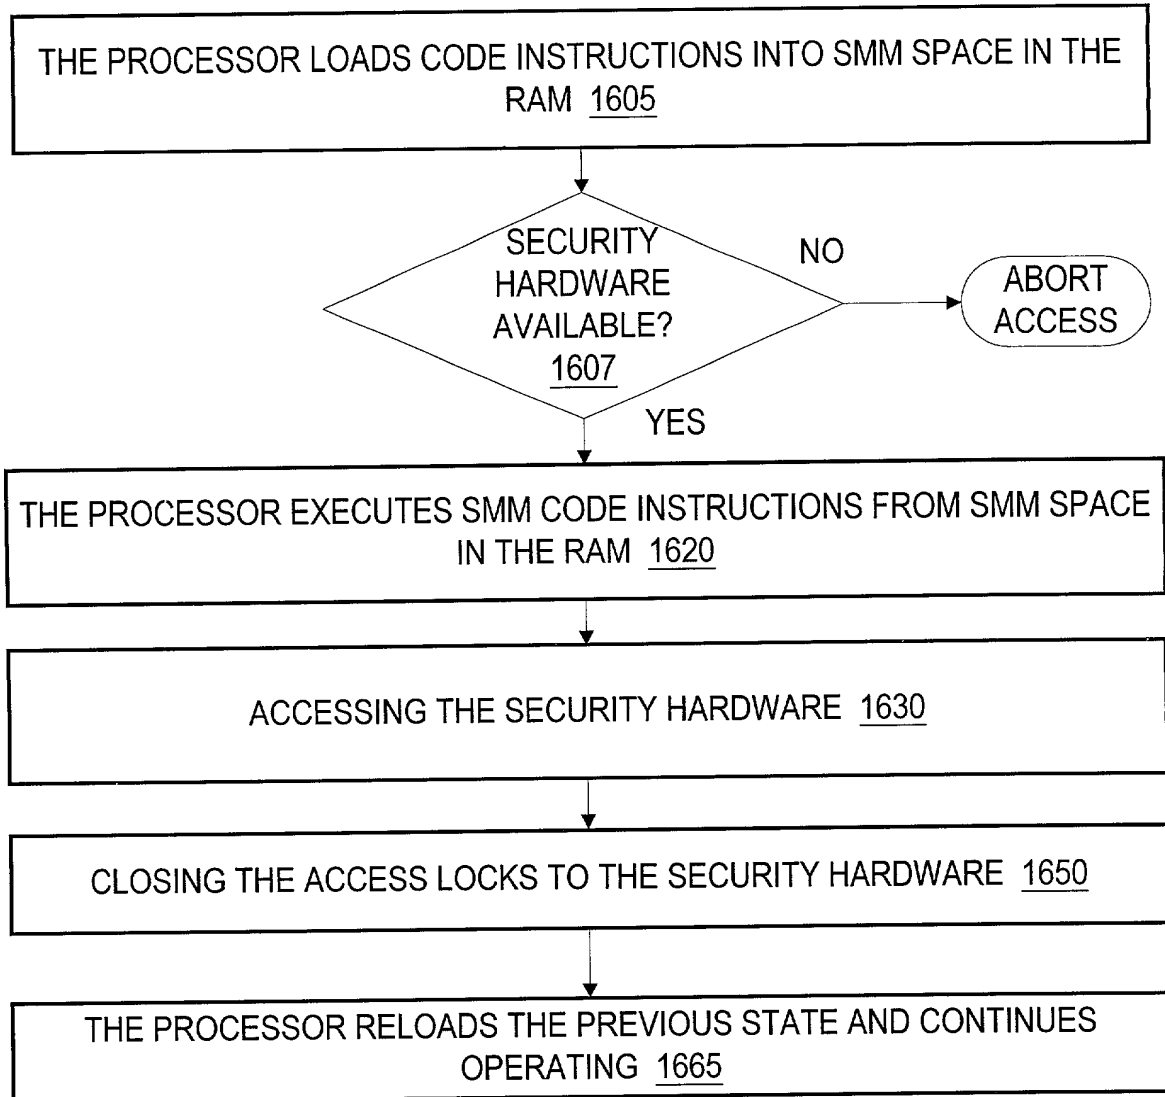 THE PROCESSOR LOADS CODE INSTRUCTIONS INTO SMM SPACE IN THE
RAM 1605
SECURITY
HARDWARE
AVAILABLE?
1607
NO
ABORT
ACCESS
YES
THE PROCESSOR EXECUTES SMM CODE INSTRUCTIONS FROM SMM SPACE
IN THE RAM 1620
ACCESSING THE SECURITY HARDWARE 1630
CLOSING THE ACCESS LOCKS TO THE SECURITY HARDWARE 1650
THE PROCESSOR RELOADS THE PREVIOUS STATE AND CONTINUES
OPERATING 1665